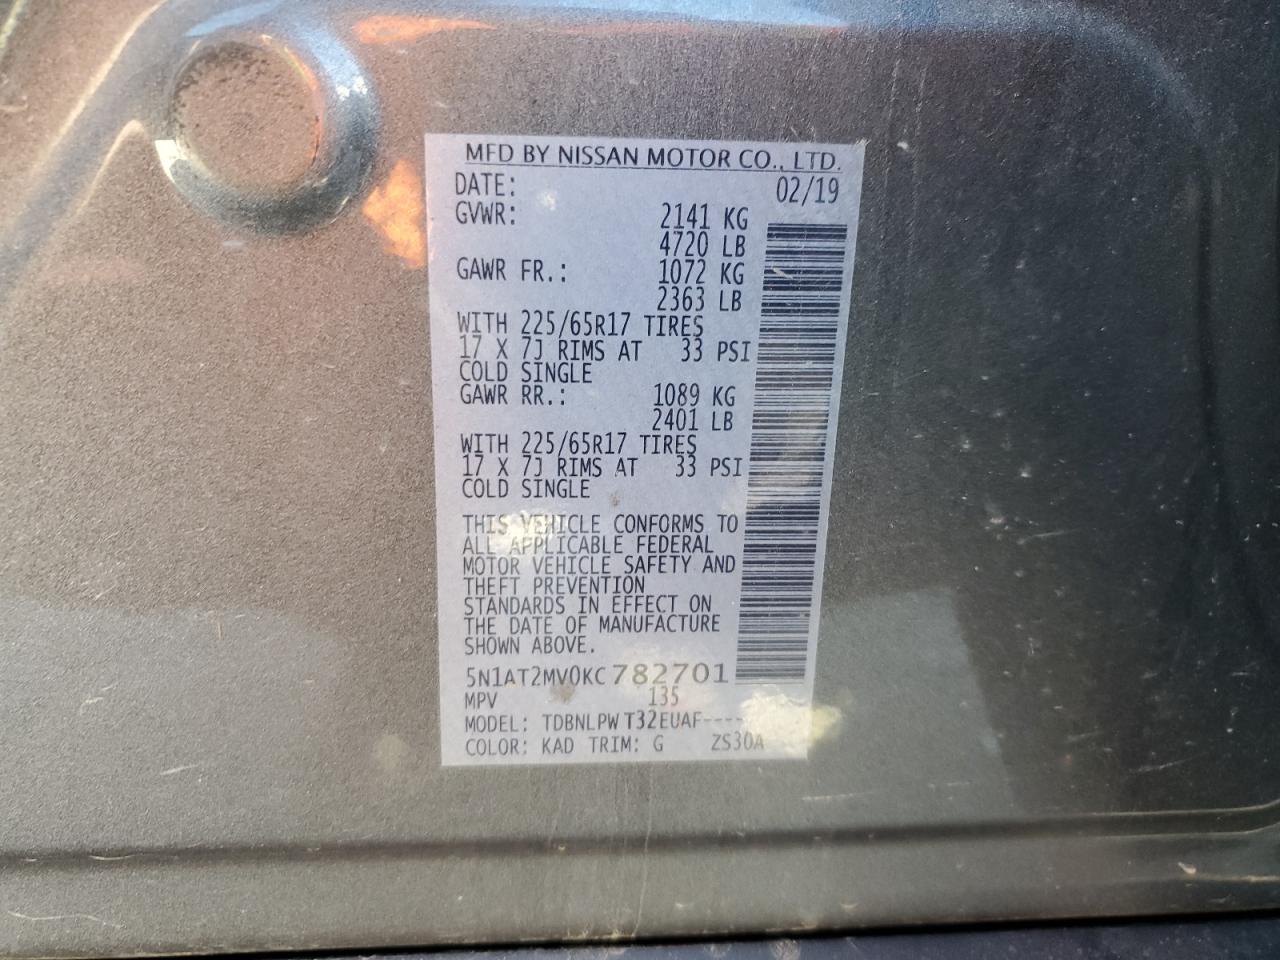 MFD BY NISSAN MOTOR CO., LTD.
DATE: 02/19
GVWR: 2141 KG
4720 LB
GAWR FR.: 1072 KG
2363 LB
WITH 225/65R17 TIRES
17 X 7J RIMS AT 33 PSI
COLD SINGLE
GAWR RR.: 1089 KG
2401 LB
WITH 225/65R17 TIRES
17 X 7J RIMS AT 33 PSI
COLD SINGLE
THIS VEHICLE CONFORMS TO
ALL APPLICABLE FEDERAL
MOTOR VEHICLE SAFETY AND
THEFT PREVENTION
STANDARDS IN EFFECT ON
THE DATE OF MANUFACTURE
SHOWN ABOVE.
5N1AT2MV0KC782701
MPV 135
MODEL: TDBNLPWT32EUAF----
COLOR: KAD TRIM: G ZS30A